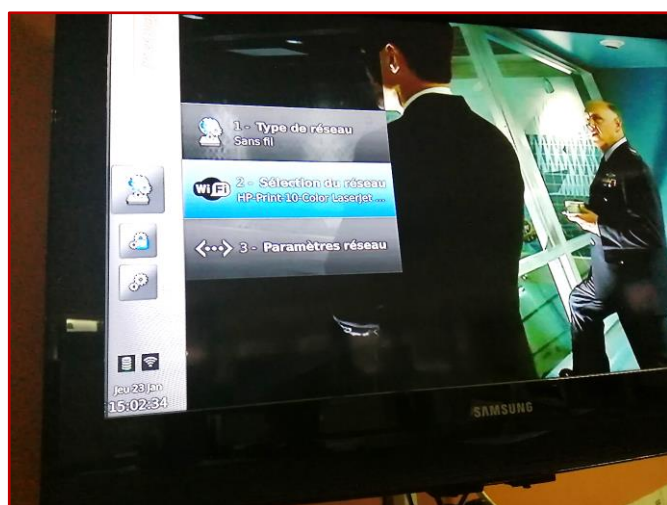 1 - Type de réseau
Sans fil
WiFi
2 - Sélection du réseau
HP-Print-10-Color Laserjet ...
3 - Paramètres réseau
Jeu 23 Jan
15:02:34
SAMSUNG